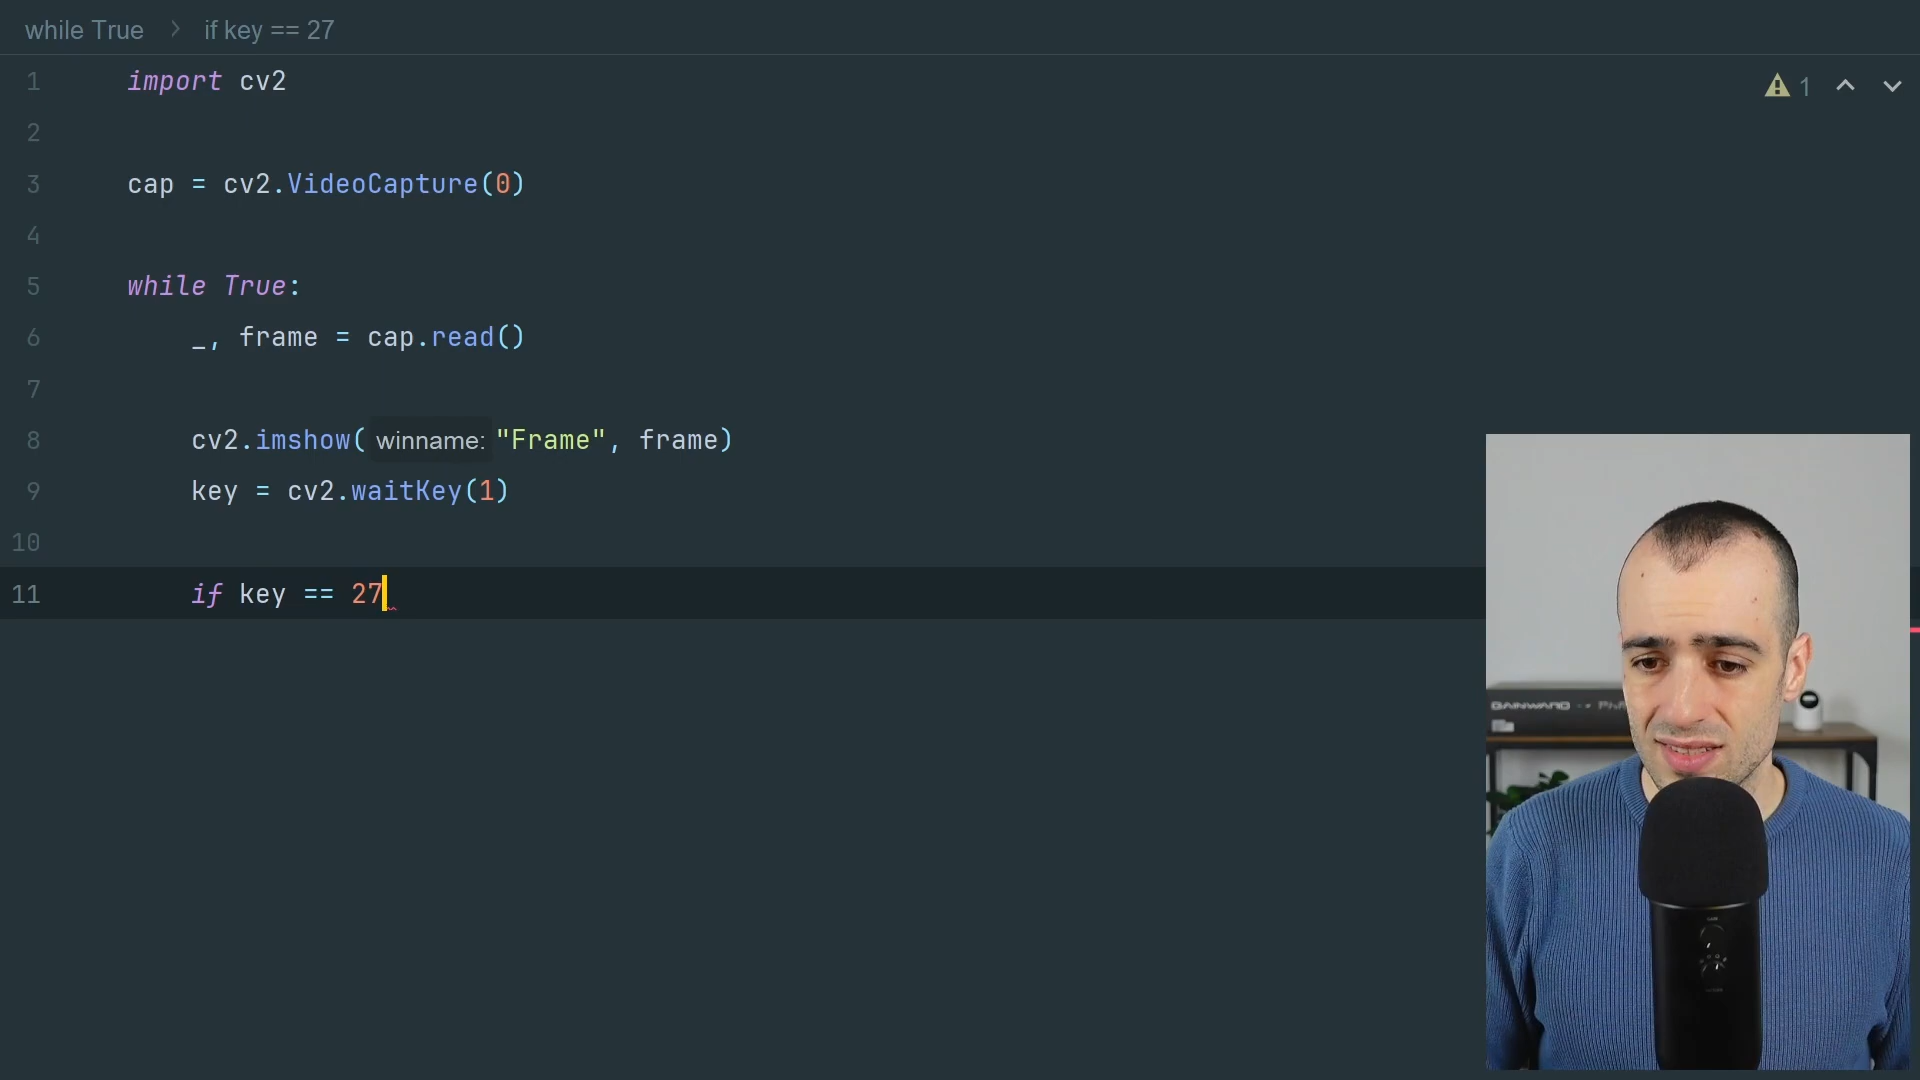 while True > if key == 27
1 import cv2
2
3 cap = cv2.VideoCapture(0)
4
5 while True:
6 _, frame = cap.read()
7
8 cv2.imshow( winname: "Frame", frame)
9 key = cv2.waitKey(1)
10
11 if key == 27
1
GAINWARD